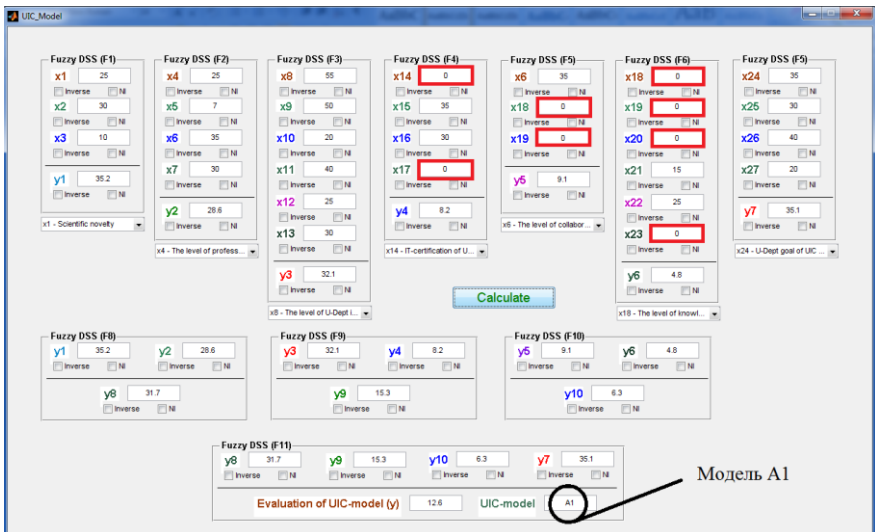 UIC_Model
Fuzzy DSS (F1)
x1 25
Inverse NI
x2 30
Inverse NI
x3 10
Inverse NI
y1 35.2
Inverse NI
x1 - Scientific novelty
Fuzzy DSS (F2)
x4 25
Inverse NI
x5 7
Inverse NI
x6 35
Inverse NI
x7 30
Inverse NI
y2 28.6
Inverse NI
x4 - The level of profess...
Fuzzy DSS (F3)
x8 55
Inverse NI
x9 50
Inverse NI
x10 20
Inverse NI
x11 40
Inverse NI
x12 25
Inverse NI
x13 30
Inverse NI
y3 32.1
Inverse NI
x8 - The level of U-Dept i...
Fuzzy DSS (F4)
x14 0
Inverse NI
x15 35
Inverse NI
x16 30
Inverse NI
x17 0
Inverse NI
y4 8.2
Inverse NI
x14 - IT-certification of U...
Fuzzy DSS (F5)
x6 35
Inverse NI
x18 0
Inverse NI
x19 0
Inverse NI
y5 9.1
Inverse NI
x6 - The level of collabor...
Fuzzy DSS (F6)
x18 0
Inverse NI
x19 0
Inverse NI
x20 0
Inverse NI
x21 15
Inverse NI
x22 25
Inverse NI
x23 0
Inverse NI
y6 4.8
Inverse NI
x18 - The level of knowl...
Fuzzy DSS (F5)
x24 35
Inverse NI
x25 30
Inverse NI
x26 40
Inverse NI
x27 20
Inverse NI
y7 35.1
Inverse NI
x24 - U-Dept goal of UIC ...
Calculate
Fuzzy DSS (F8)
y1 35.2 y2 28.6
Inverse NI Inverse NI
y8 31.7
Inverse NI
Fuzzy DSS (F9)
y3 32.1 y4 8.2
Inverse NI Inverse NI
y9 15.3
Inverse NI
Fuzzy DSS (F10)
y5 9.1 y6 4.8
Inverse NI Inverse NI
y10 6.3
Inverse NI
Fuzzy DSS (F11)
y8 31.7 y9 15.3 y10 6.3 y7 35.1
Inverse NI Inverse NI Inverse NI Inverse NI
Evaluation of UIC-model (y) 12.6 UIC-model A1
Модель А1